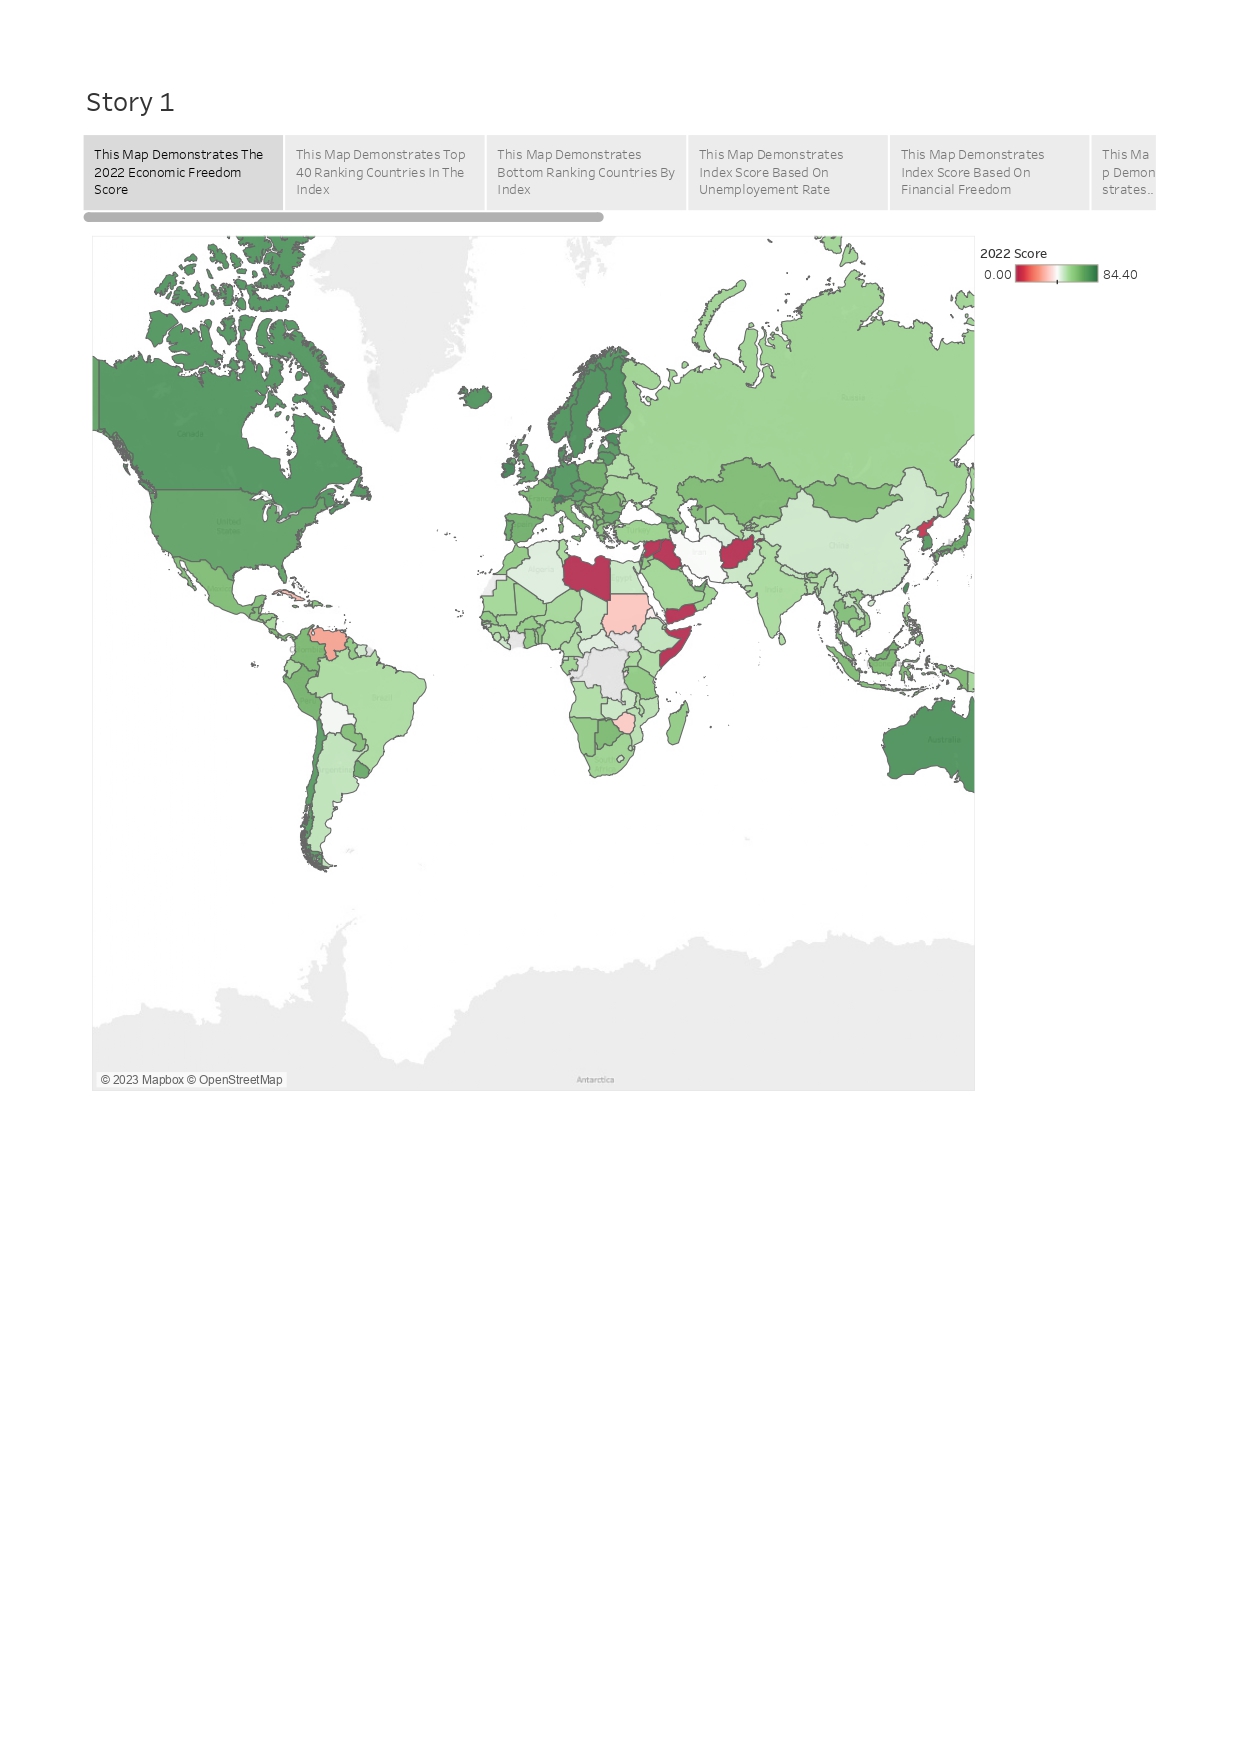 Story 1
This Map Demonstrates The
2022 Economic Freedom
Score
This Map Demonstrates Top
40 Ranking Countries In The
Index
This Map Demonstrates
Bottom Ranking Countries By
Index
This Map Demonstrates
Index Score Based On
Unemployement Rate
This Map Demonstrates
Index Score Based On
Financial Freedom
This Ma
p Demon
strates..
2022 Score
0.00
84.40
Russia
Canada
United
States
China
Iran
Algeria
Egypt
India
Mexico
Brazil
Australia
Argentina
Antarctica
© 2023 Mapbox © OpenStreetMap